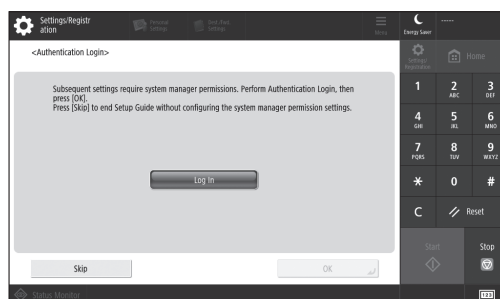 Settings/Registr
ation
Personal
Settings
Dest./Fwd.
Settings
Menu
Energy Saver
-----
<Authentication Login>
Settings/
Registration
Home
Subsequent settings require system manager permissions. Perform Authentication Login, then
press [OK].
Press [Skip] to end Setup Guide without configuring the system manager permission settings.
Log In
Skip
OK
1
2
ABC
3
DEF
4
GHI
5
JKL
6
MNO
7
PQRS
8
TUV
9
WXYZ
*
0
#
C
Reset
Start
Stop
Status Monitor
123